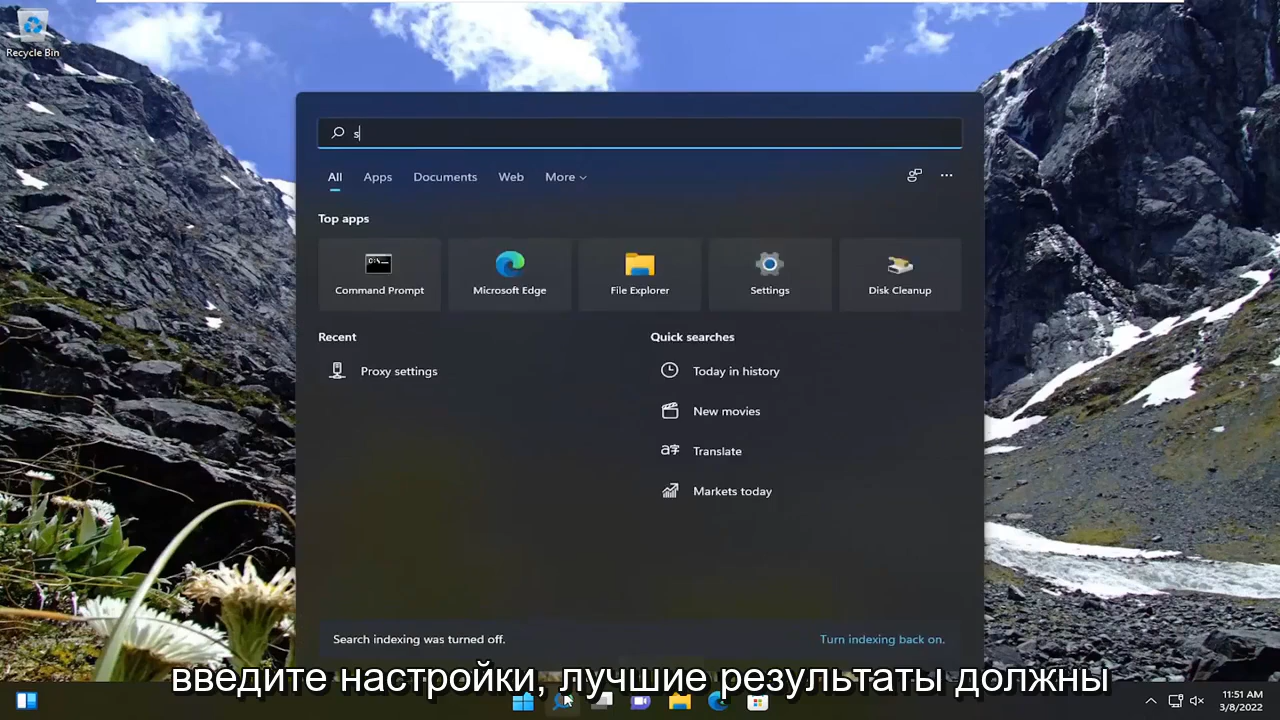 Recycle Bin
s
All Apps Documents Web More
Top apps
Command Prompt Microsoft Edge File Explorer Settings Disk Cleanup
Recent Quick searches
Proxy settings Today in history
New movies
Translate
Markets today
Search indexing was turned off. Turn indexing back on.
введите настройки, лучшие результаты должны
11:51 AM
3/8/2022